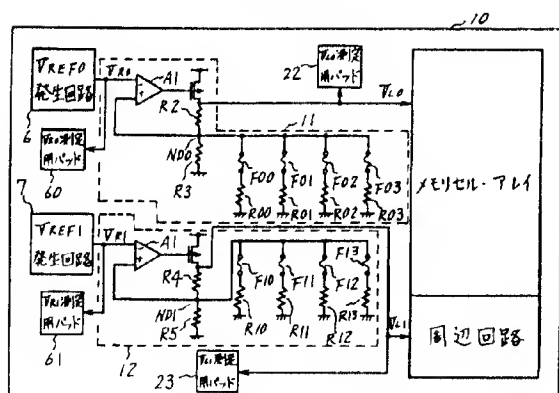 10
VREF0
発生回路
6
VR0
A1
R2
ND0
R3
VR0測定
用パッド
60
VL0測定
用パッド
22
VL0
11
F00
F01
F02
F03
R00
R01
R02
R03
メモリセル・アレイ
7
VREF1
発生回路
VR1
A1
R4
ND1
R5
VR1測定
用パッド
61
12
F10
F11
F12
F13
R10
R11
R12
R13
VL1測定
用パッド
23
VL1
周辺回路